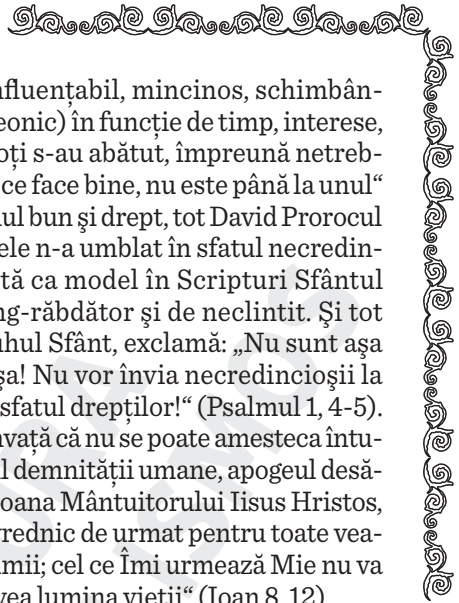 nfluențabil, mincinos, schimbân-
eonic) în funcție de timp, interese,
oți s-au abătut, împreună netreb-
ce face bine, nu este până la unul“
ul bun și drept, tot David Prorocul
ele n-a umblat în sfatul necredin-
tă ca model în Scripturi Sfântul
ng-răbdător și de neclintit. Și tot
uhul Sfânt, exclamă: „Nu sunt așa
șa! Nu vor învia necredincioșii la
sfatul drepților!“ (Psalmul 1, 4-5).
vață că nu se poate amesteca întu-
l demnității umane, apogeul desă-
oana Mântuitorului Iisus Hristos,
vrednic de urmat pentru toate vea-
mii; cel ce Îmi urmează Mie nu va
vea lumina vieții“ (Ioan 8, 12)